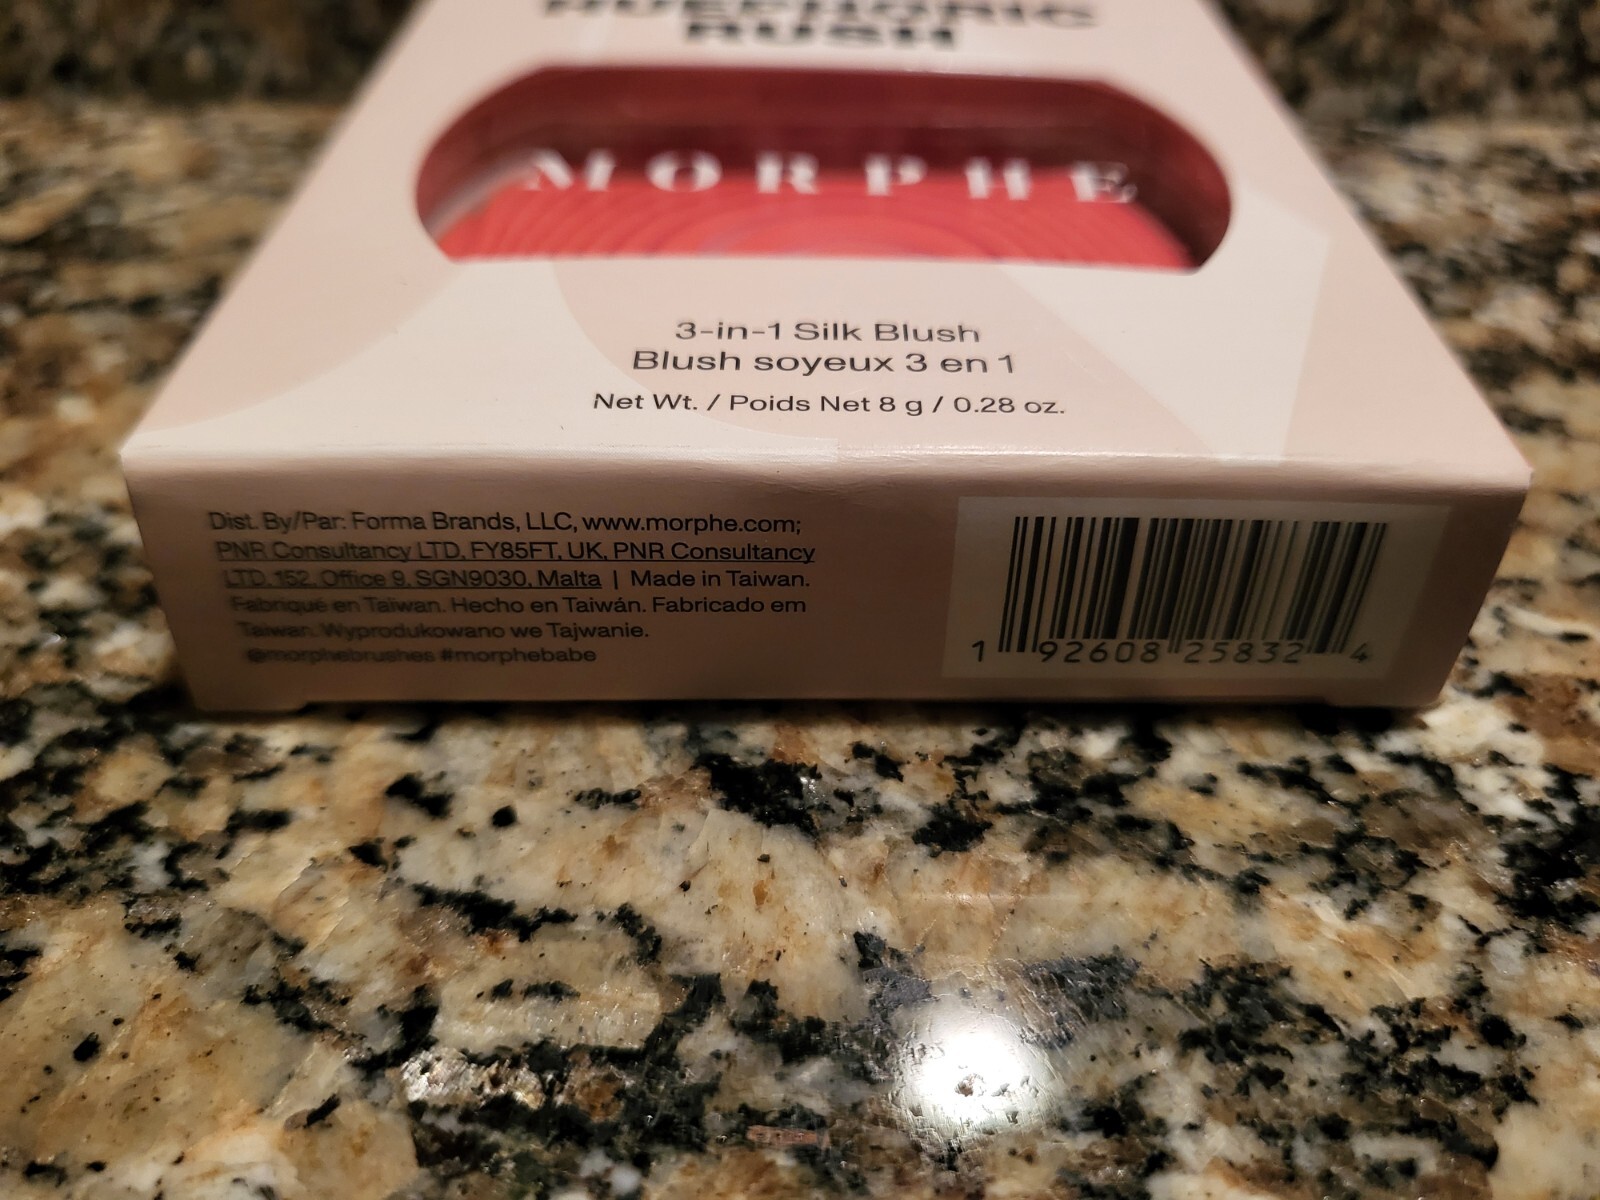 HUEPHORIC
RUSH
MORPHE
3-in-1 Silk Blush
Blush soyeux 3 en 1
Net Wt. / Poids Net 8 g / 0.28 oz.
Dist. By/Par: Forma Brands, LLC, www.morphe.com;
PNR Consultancy LTD, FY85FT, UK, PNR Consultancy
LTD, 152, Office 9, SGN9030, Malta | Made in Taiwan.
Fabriqué en Taiwan. Hecho en Taiwán. Fabricado em
Taiwan. Wyprodukowano we Tajwanie.
@morphebrushes #morphebabe
1 92608 25832 4